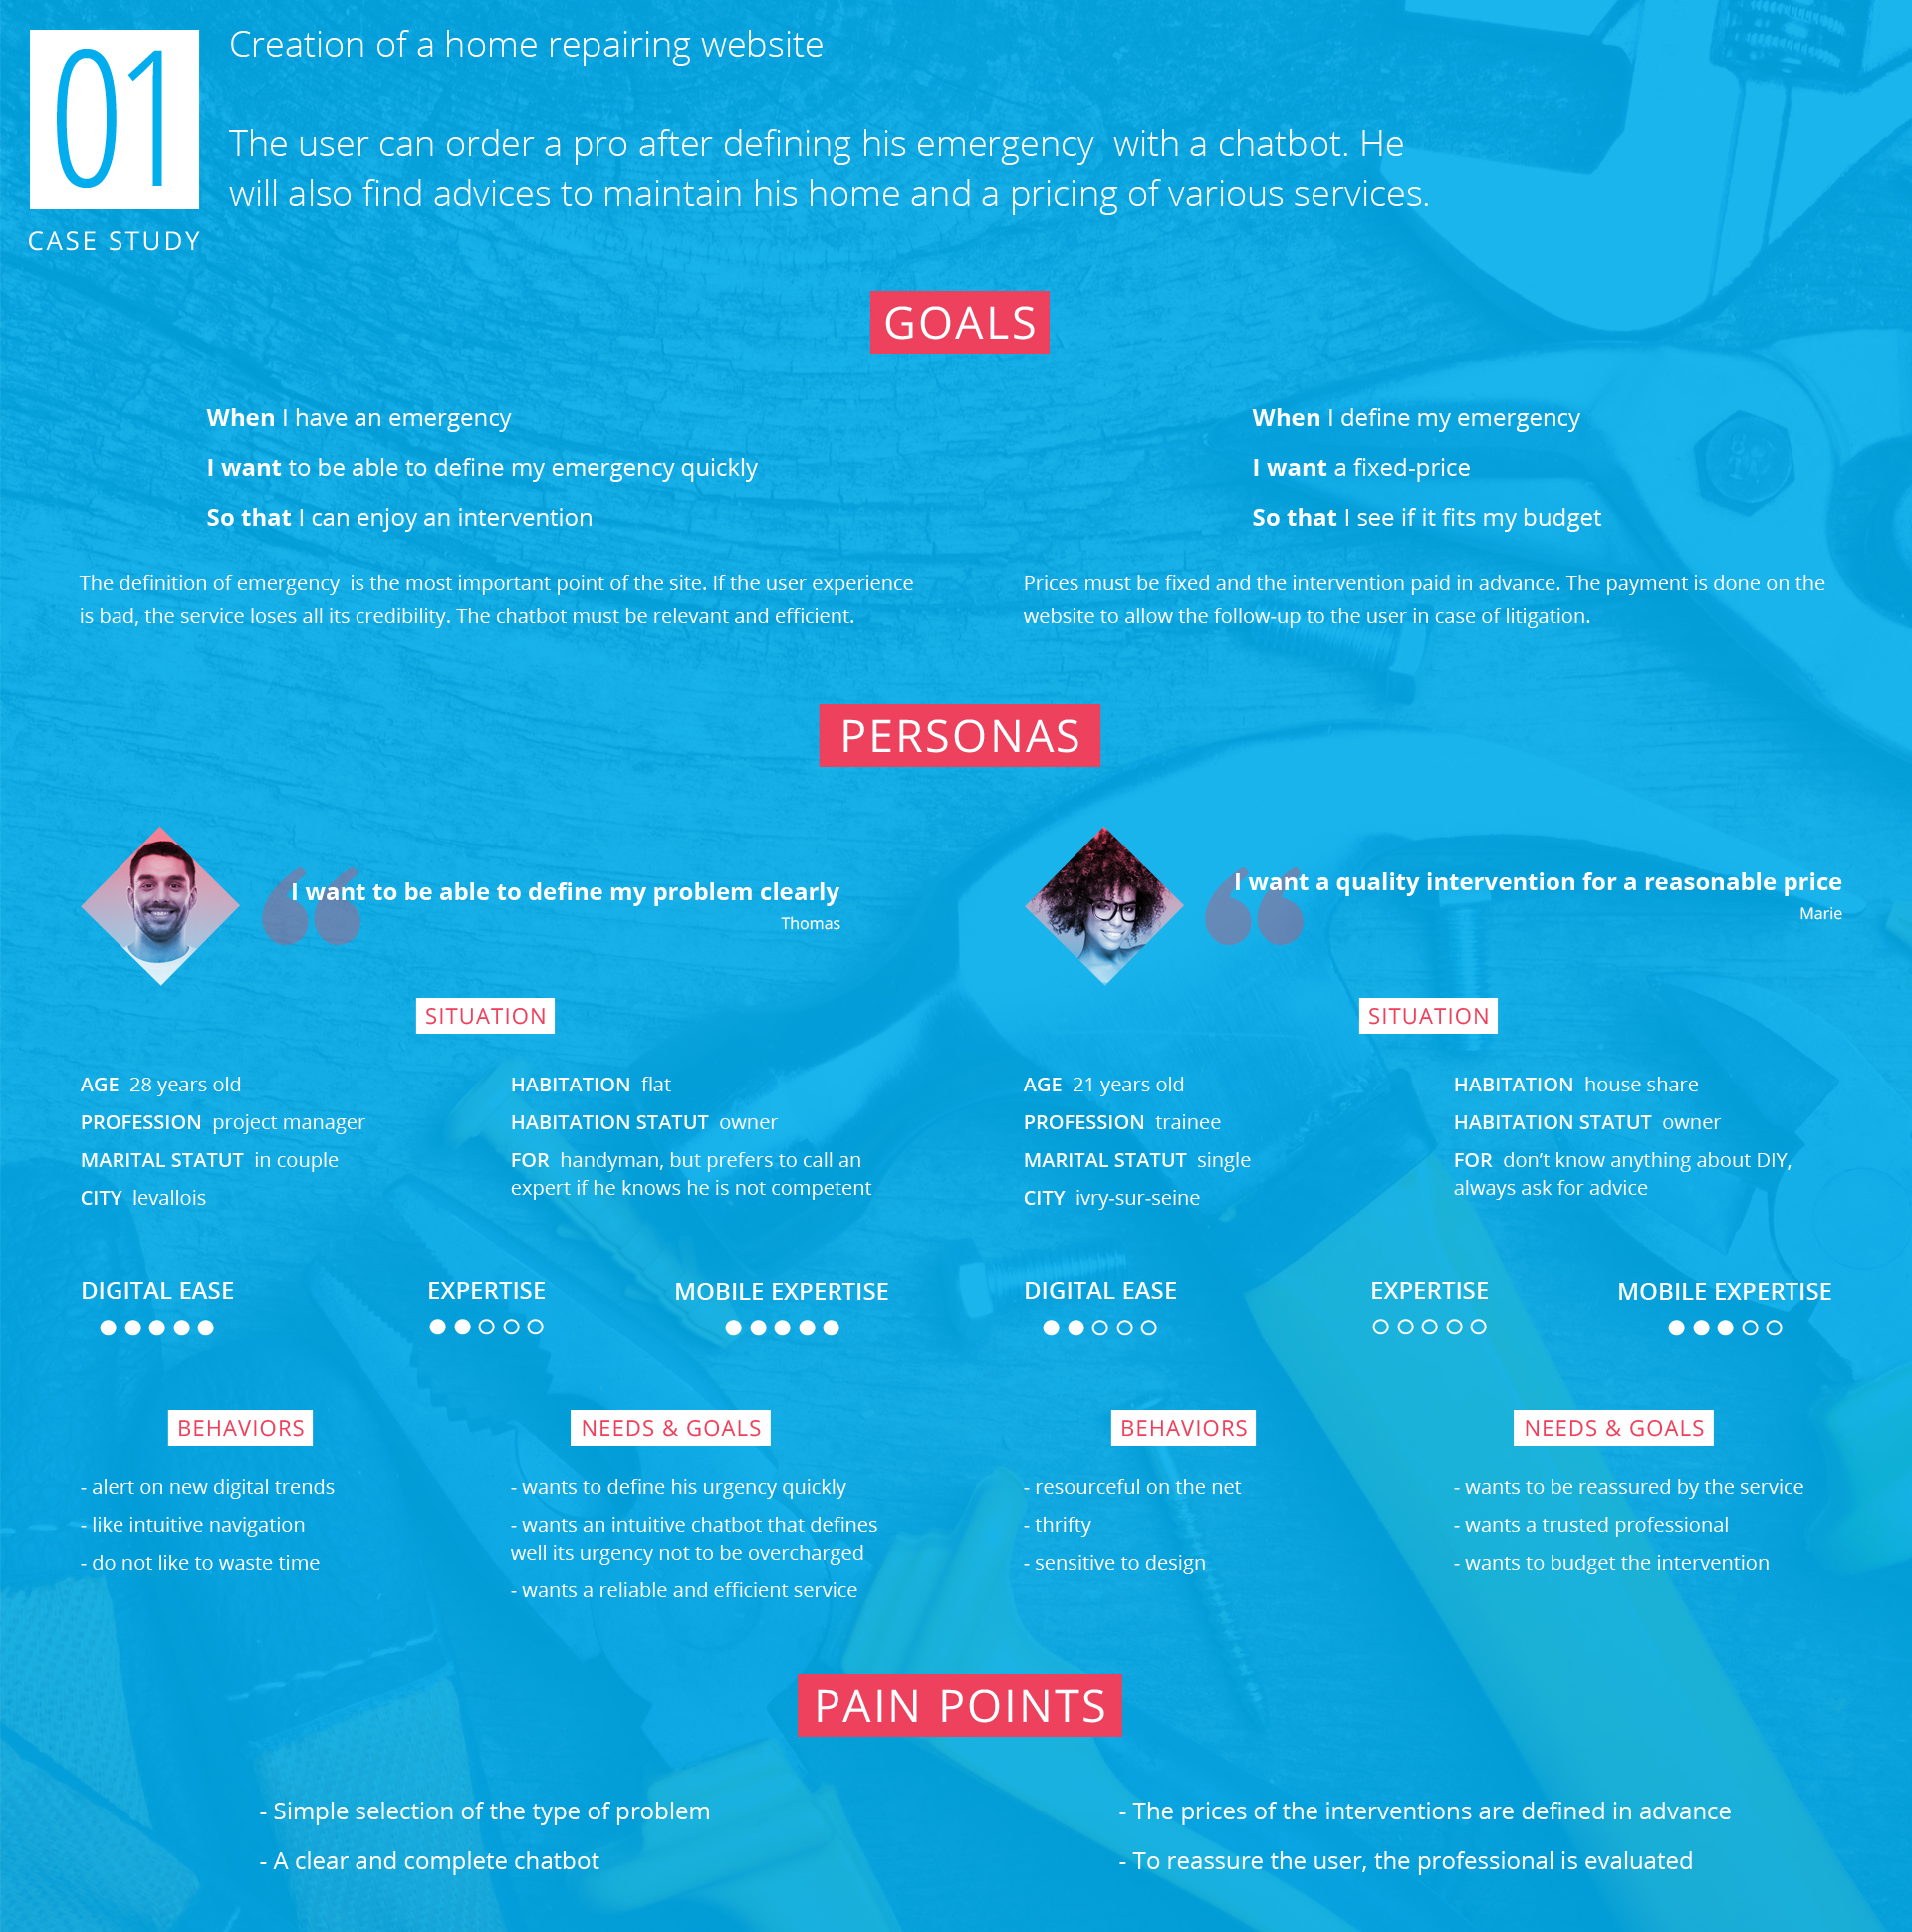 01
CASE STUDY
Creation of a home repairing website
The user can order a pro after defining his emergency  with a chatbot. He
will also find advices to maintain his home and a pricing of various services.
GOALS
When I have an emergency
I want to be able to define my emergency quickly
So that I can enjoy an intervention
The definition of emergency  is the most important point of the site. If the user experience
is bad, the service loses all its credibility. The chatbot must be relevant and efficient.
When I define my emergency
I want a fixed-price
So that I see if it fits my budget
Prices must be fixed and the intervention paid in advance. The payment is done on the
website to allow the follow-up to the user in case of litigation.
PERSONAS
I want to be able to define my problem clearly
Thomas
SITUATION
AGE  28 years old
PROFESSION  project manager
MARITAL STATUT  in couple
CITY  levallois
HABITATION  flat
HABITATION STATUT  owner
FOR  handyman, but prefers to call an
expert if he knows he is not competent
DIGITAL EASE
EXPERTISE
MOBILE EXPERTISE
BEHAVIORS
- alert on new digital trends
- like intuitive navigation
- do not like to waste time
NEEDS & GOALS
- wants to define his urgency quickly
- wants an intuitive chatbot that defines
well its urgency not to be overcharged
- wants a reliable and efficient service
I want a quality intervention for a reasonable price
Marie
SITUATION
AGE  21 years old
PROFESSION  trainee
MARITAL STATUT  single
CITY  ivry-sur-seine
HABITATION  house share
HABITATION STATUT  owner
FOR  don’t know anything about DIY,
always ask for advice
DIGITAL EASE
EXPERTISE
MOBILE EXPERTISE
BEHAVIORS
- resourceful on the net
- thrifty
- sensitive to design
NEEDS & GOALS
- wants to be reassured by the service
- wants a trusted professional
- wants to budget the intervention
PAIN POINTS
- Simple selection of the type of problem
- A clear and complete chatbot
- The prices of the interventions are defined in advance
- To reassure the user, the professional is evaluated